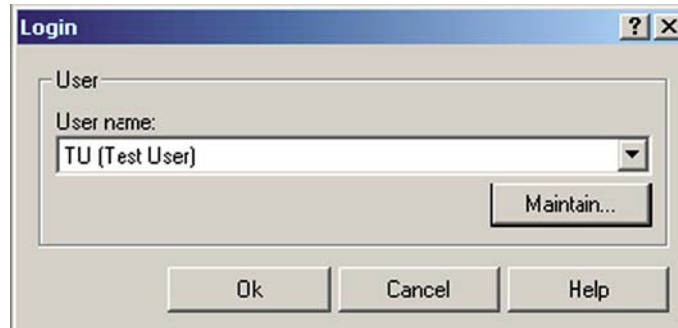 Login
User
User name:
TU (Test User)
Maintain...
Ok Cancel Help